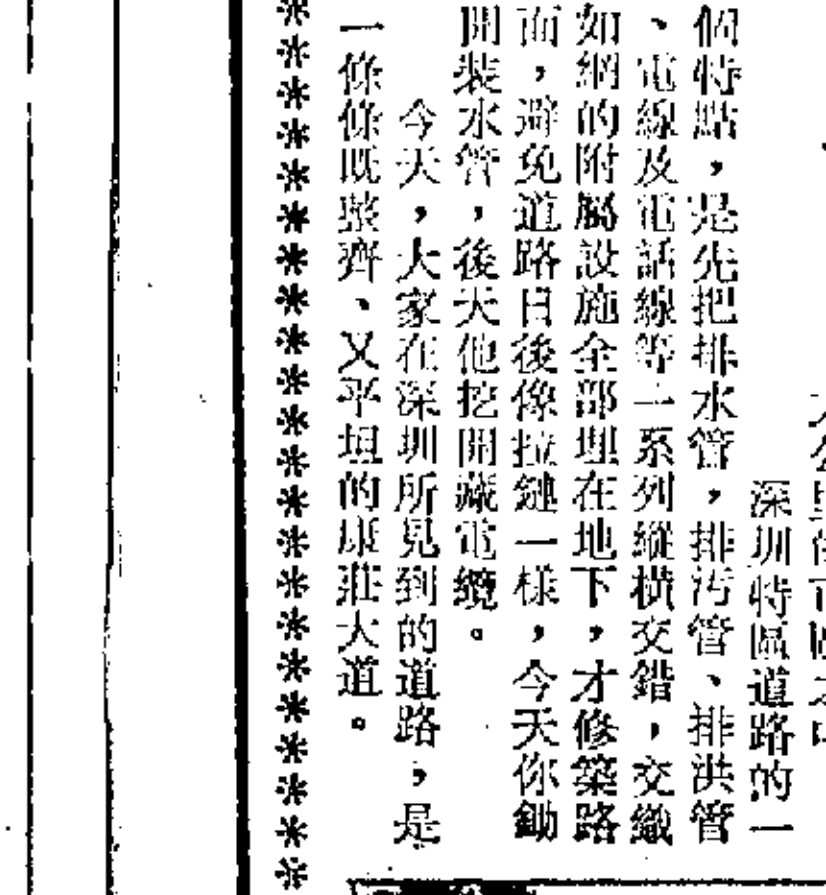 深圳特區道路的一
個特點，是先把排水管，排污管、排洪管
、電線及電話線等一系列縱橫交錯，交織
如網的附屬設施全部埋在地下，才修築路
面，避免道路日後像拉鏈一樣，今天你鋤
開裝水管，後天他挖開藏電纜。
今天，大家在深圳所見到的道路，是
一條條既整齊、又平坦的康莊大道。